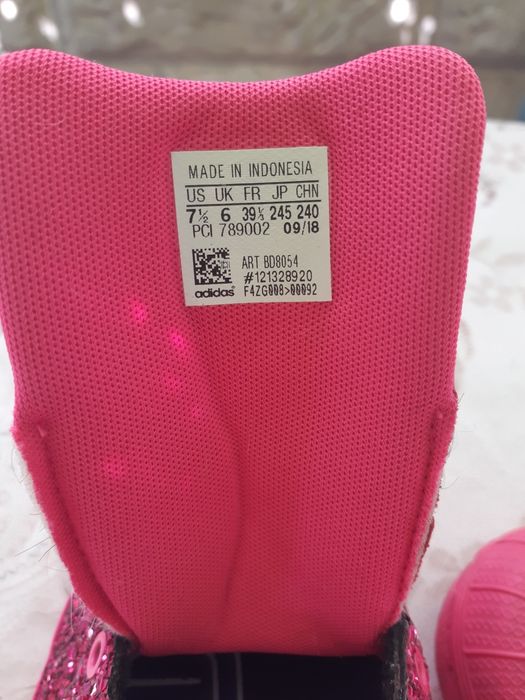 MADE IN INDONESIA
US UK FR JP CHN
7½ 6 39⅓ 245 240
PCI 789002 09/18
ART BD8054
#121328920
adidas F4ZG008>00092